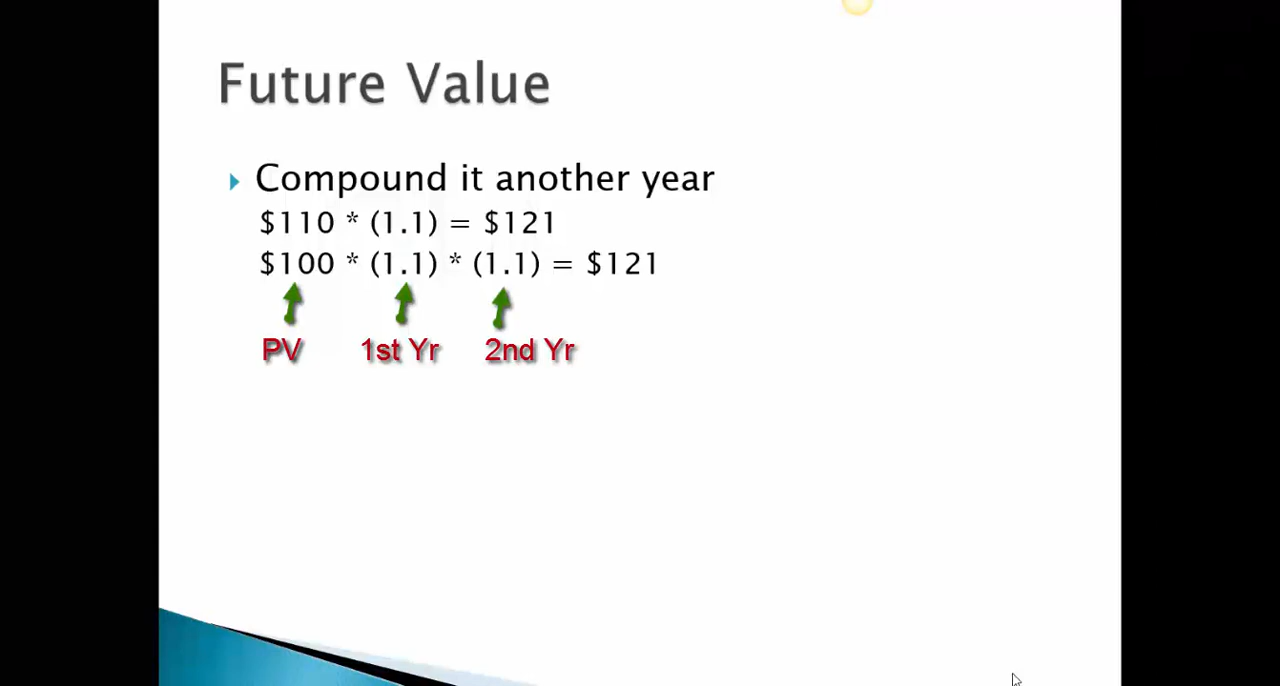 Future Value
Compound it another year
$110 * (1.1) = $121
$100 * (1.1) * (1.1) = $121
PV 1st Yr 2nd Yr